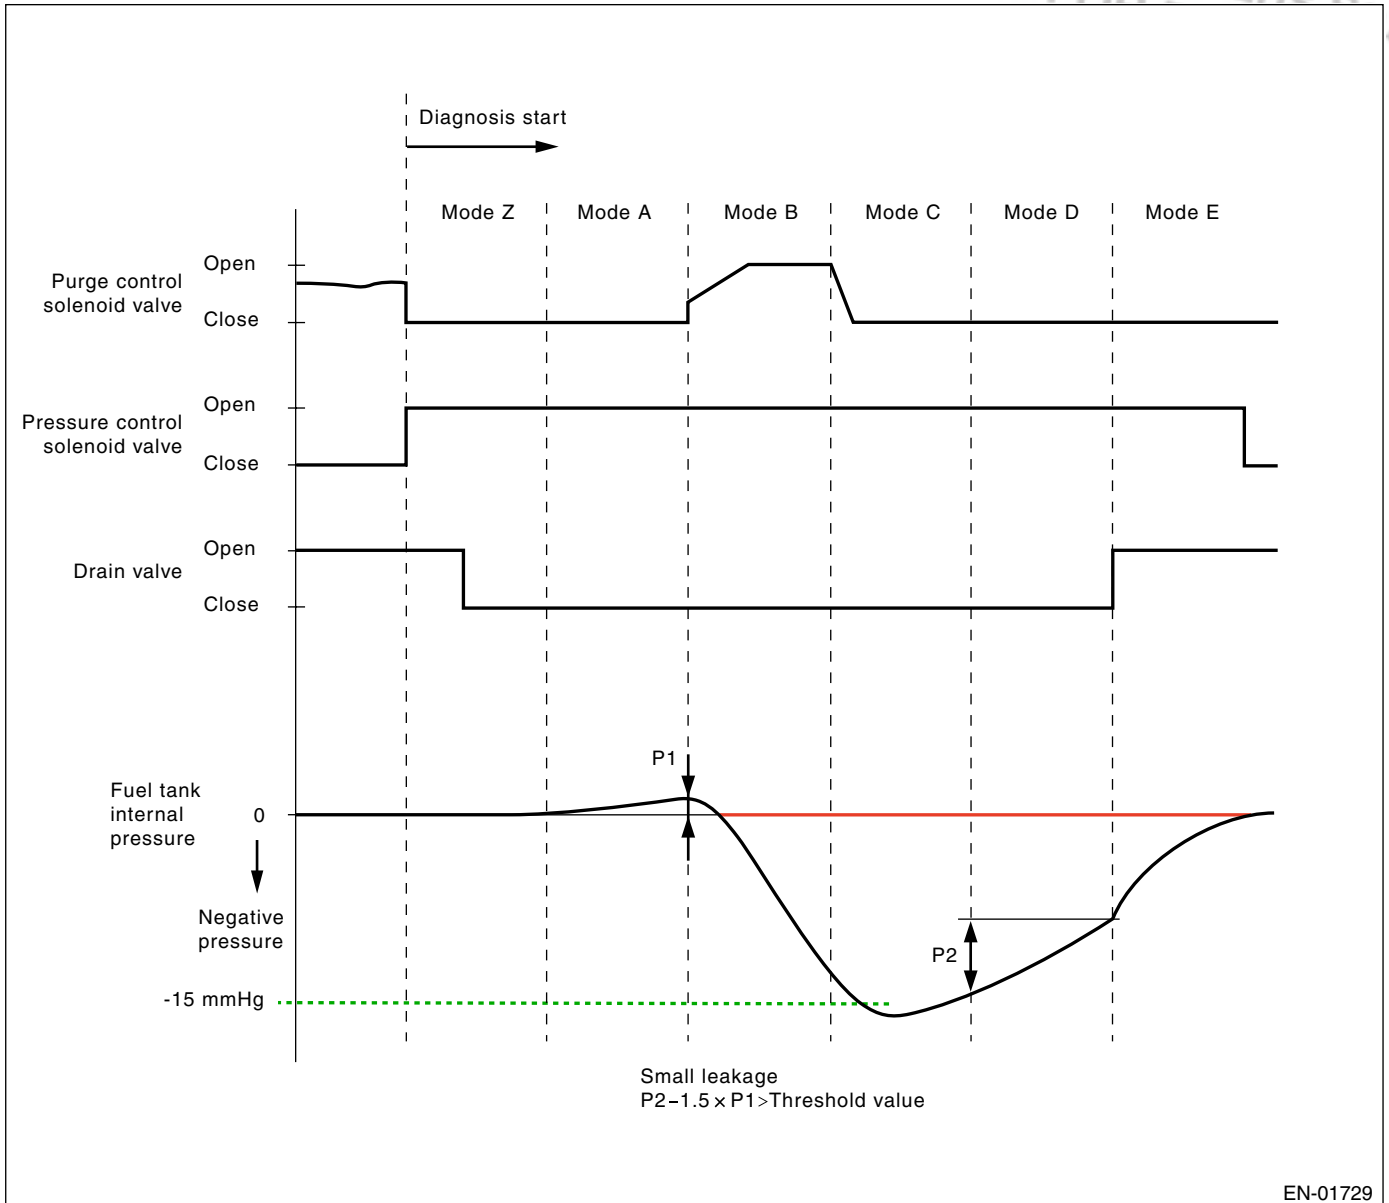 Diagnosis start
Mode Z
Mode A
Mode B
Mode C
Mode D
Mode E
Purge control
solenoid valve
Open
Close
Pressure control
solenoid valve
Open
Close
Drain valve
Open
Close
P1
Fuel tank
internal
pressure
0
Negative
pressure
P2
-15 mmHg
Small leakage
P2–1.5 × P1>Threshold value
EN-01729